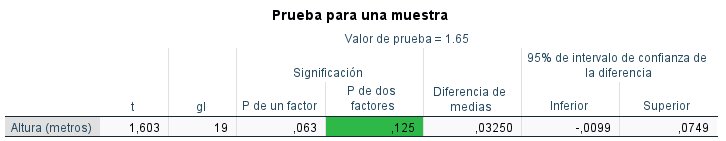 Prueba para una muestra
Valor de prueba = 1.65
95% de intervalo de confianza de
la diferencia
Significación
P de dos
factores
Diferencia de
medias
t gl P de un factor Inferior Superior
Altura (metros) 1,603 19 ,063 ,125 ,03250 -,0099 ,0749